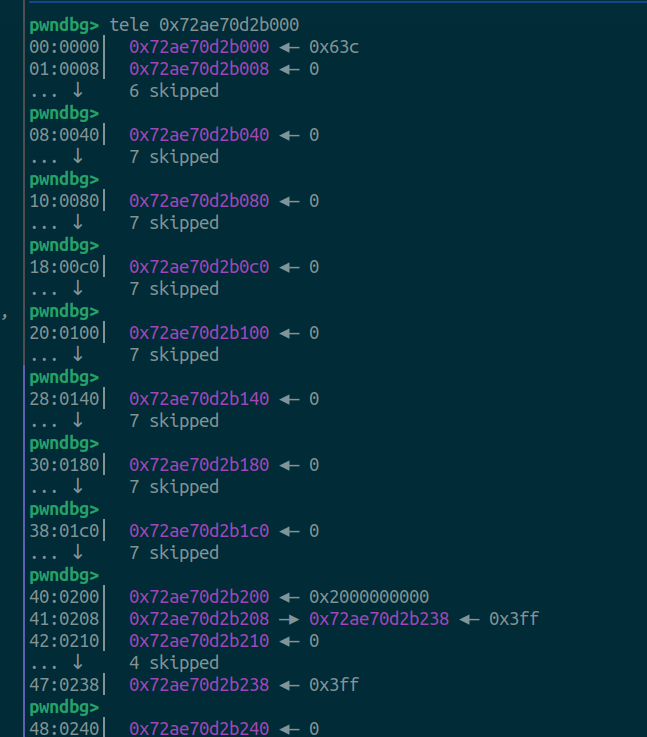 pwndbg> tele 0x72ae70d2b000
00:0000│  0x72ae70d2b000 ◂— 0x63c
01:0008│  0x72ae70d2b008 ◂— 0
... ↓     6 skipped
pwndbg>
08:0040│  0x72ae70d2b040 ◂— 0
... ↓     7 skipped
pwndbg>
10:0080│  0x72ae70d2b080 ◂— 0
... ↓     7 skipped
pwndbg>
18:00c0│  0x72ae70d2b0c0 ◂— 0
... ↓     7 skipped
pwndbg>
20:0100│  0x72ae70d2b100 ◂— 0
... ↓     7 skipped
pwndbg>
28:0140│  0x72ae70d2b140 ◂— 0
... ↓     7 skipped
pwndbg>
30:0180│  0x72ae70d2b180 ◂— 0
... ↓     7 skipped
pwndbg>
38:01c0│  0x72ae70d2b1c0 ◂— 0
... ↓     7 skipped
pwndbg>
40:0200│  0x72ae70d2b200 ◂— 0x2000000000
41:0208│  0x72ae70d2b208 —▸ 0x72ae70d2b238 ◂— 0x3ff
42:0210│  0x72ae70d2b210 ◂— 0
... ↓     4 skipped
47:0238│  0x72ae70d2b238 ◂— 0x3ff
pwndbg>
48:0240│  0x72ae70d2b240 ◂— 0